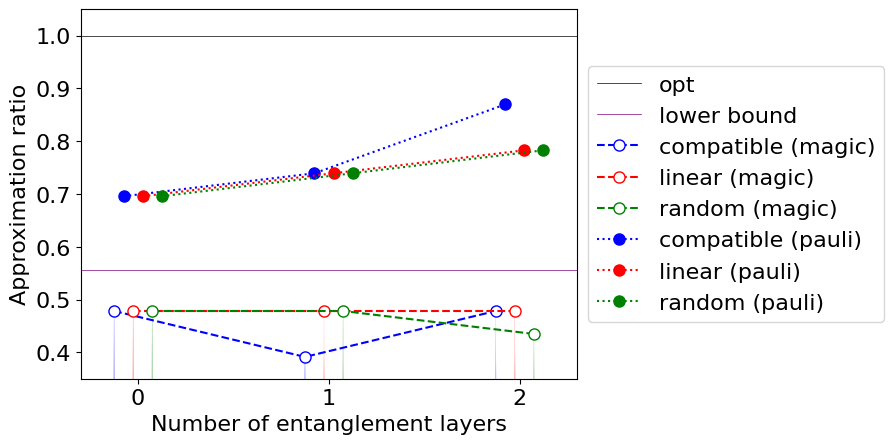 1.0
0.9
0.8
0.7
0.6
0.5
0.4
Approximation ratio
0
1
2
Number of entanglement layers
opt
lower bound
compatible (magic)
linear (magic)
random (magic)
compatible (pauli)
linear (pauli)
random (pauli)